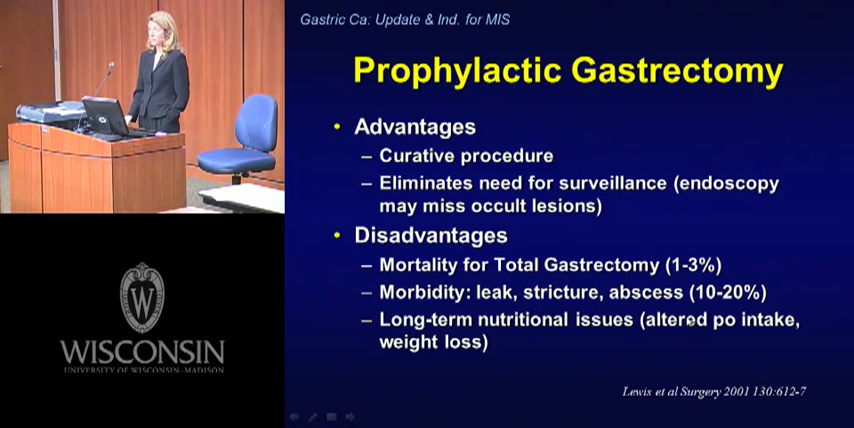 Gastric Ca: Update & Ind. for MIS
Prophylactic Gastrectomy
• Advantages
– Curative procedure
– Eliminates need for surveillance (endoscopy
may miss occult lesions)
• Disadvantages
– Mortality for Total Gastrectomy (1-3%)
– Morbidity: leak, stricture, abscess (10-20%)
– Long-term nutritional issues (altered po intake,
weight loss)
Lewis et al Surgery 2001 130:612-7
W
WISCONSIN
UNIVERSITY OF WISCONSIN–MADISON